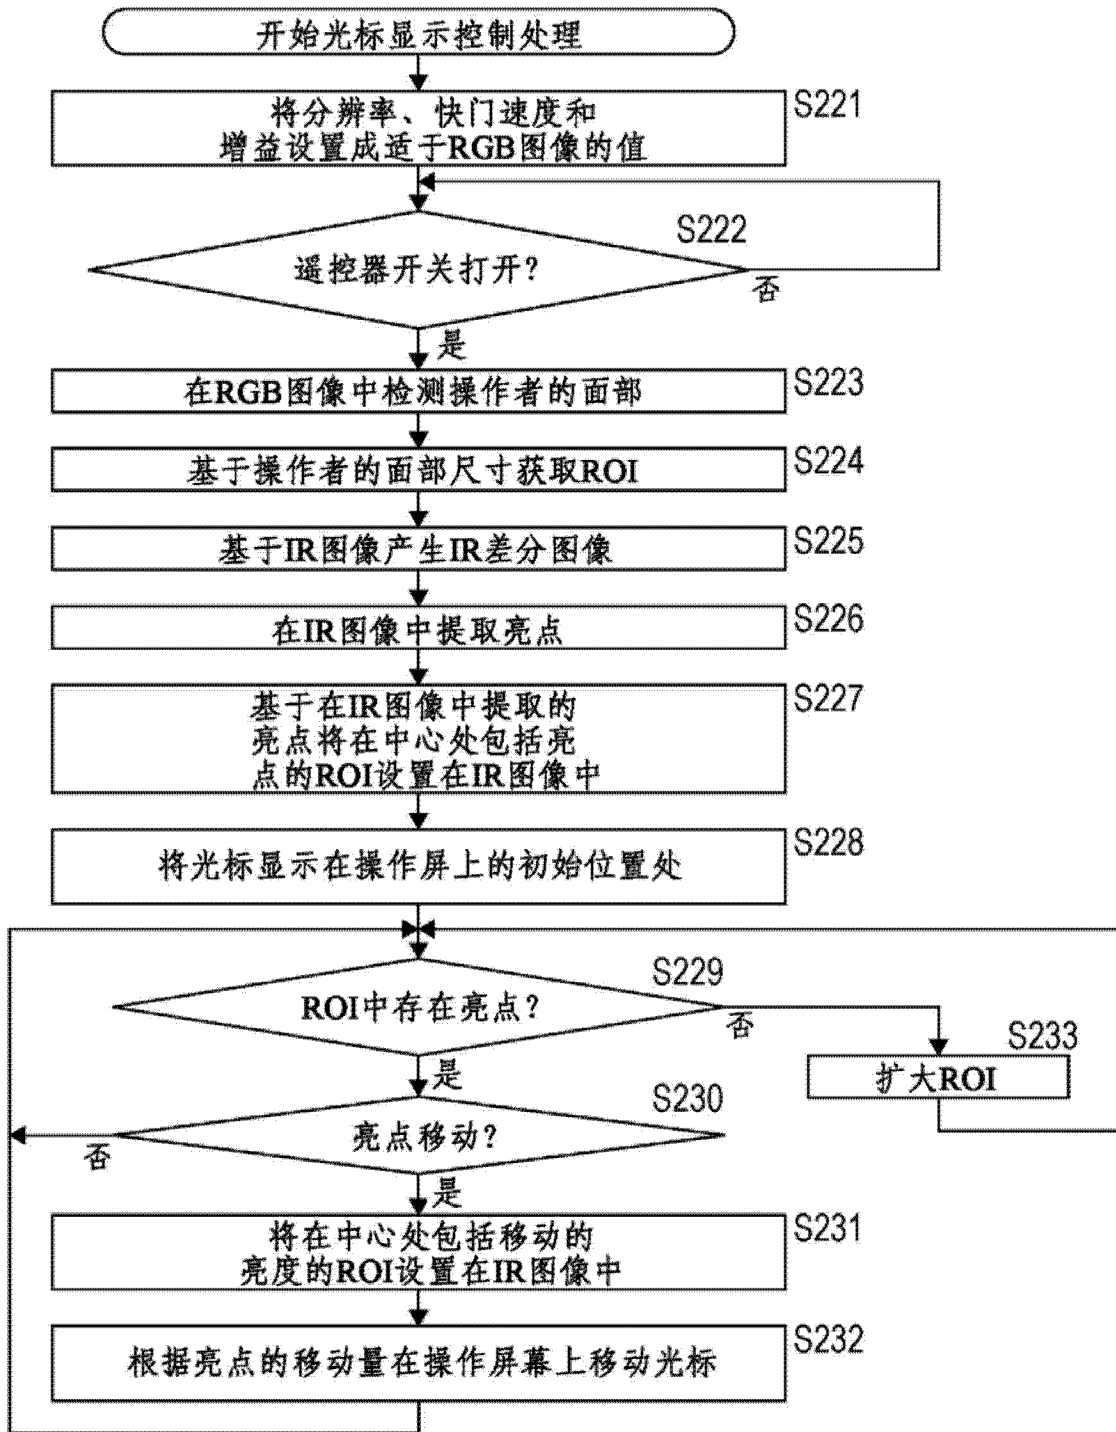 开始光标显示控制处理
将分辨率、快门速度和
增益设置成适于RGB图像的值
S221
遥控器开关打开?
S222
否
是
在RGB图像中检测操作者的面部
S223
基于操作者的面部尺寸获取ROI
S224
基于IR图像产生IR差分图像
S225
在IR图像中提取亮点
S226
基于在IR图像中提取的
亮点将在中心处包括亮
点的ROI设置在IR图像中
S227
将光标显示在操作屏上的初始位置处
S228
ROI中存在亮点?
S229
否
是
扩大ROI
S233
亮点移动?
S230
否
是
将在中心处包括移动的
亮度的ROI设置在IR图像中
S231
根据亮点的移动量在操作屏幕上移动光标
S232